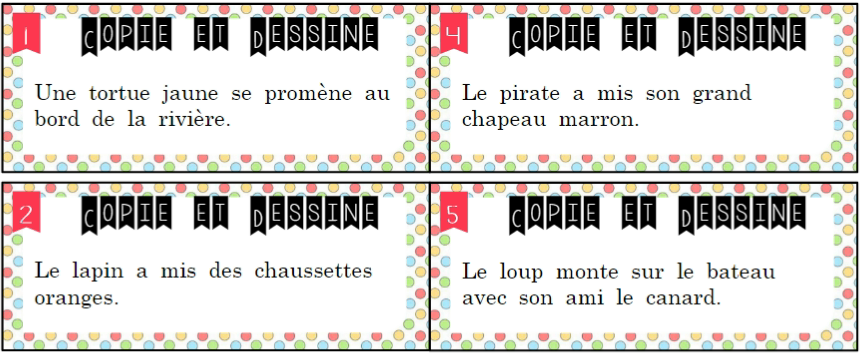 1
COPIE ET DESSINE
Une tortue jaune se promène au
bord de la rivière.
4
COPIE ET DESSINE
Le pirate a mis son grand
chapeau marron.
2
COPIE ET DESSINE
Le lapin a mis des chaussettes
oranges.
5
COPIE ET DESSINE
Le loup monte sur le bateau
avec son ami le canard.